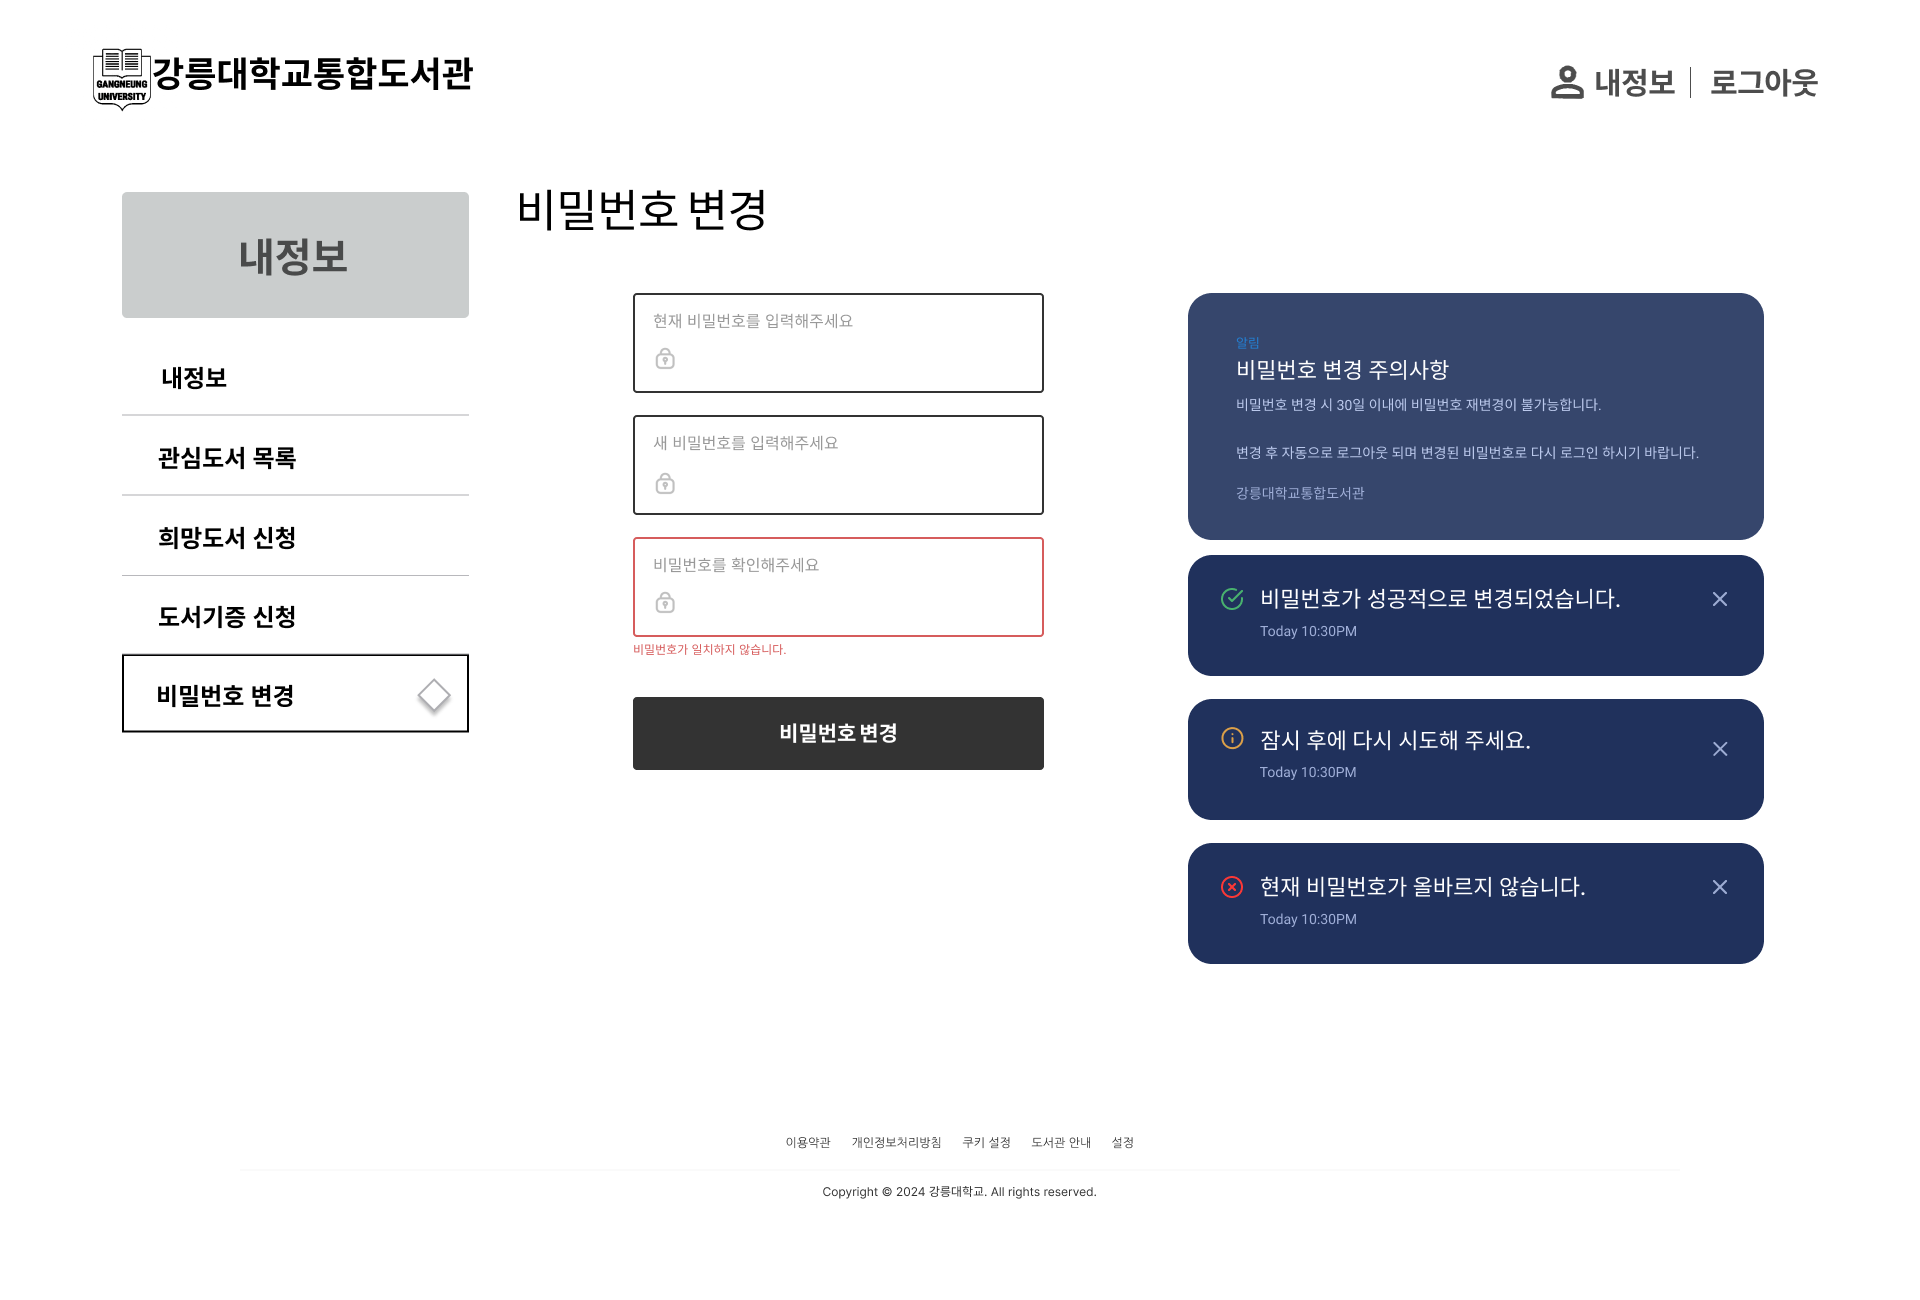 GANGNEUNG
UNIVERSITY
강릉대학교통합도서관
내정보
로그아웃
내정보
내정보
관심도서 목록
희망도서 신청
도서기증 신청
비밀번호 변경
비밀번호 변경
현재 비밀번호를 입력해주세요
새 비밀번호를 입력해주세요
비밀번호를 확인해주세요
비밀번호가 일치하지 않습니다.
비밀번호 변경
알림
비밀번호 변경 주의사항
비밀번호 변경 시 30일 이내에 비밀번호 재변경이 불가능합니다.
변경 후 자동으로 로그아웃 되며 변경된 비밀번호로 다시 로그인 하시기 바랍니다.
강릉대학교통합도서관
비밀번호가 성공적으로 변경되었습니다.
Today 10:30PM
잠시 후에 다시 시도해 주세요.
Today 10:30PM
현재 비밀번호가 올바르지 않습니다.
Today 10:30PM
이용약관 개인정보처리방침 쿠키 설정 도서관 안내 설정
Copyright © 2024 강릉대학교. All rights reserved.